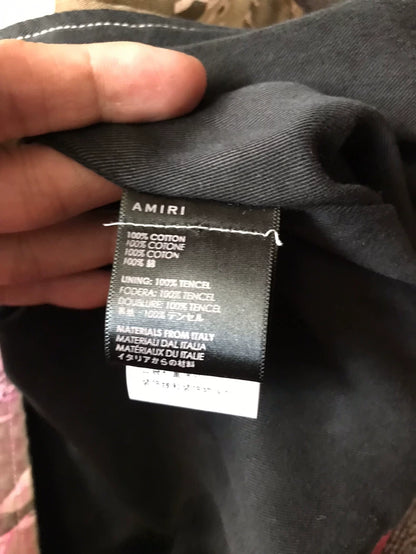 AMIRI
100% COTTON
100% COTONE
100% COTON
100% 綿
LINING: 100% TENCEL
FODERA: 100% TENCEL
DOUBLURE: 100% TENCEL
裏地: 100% テンセル
MATERIALS FROM ITALY
MATERIALI DAL ITALIA
MATÉRIAUX DU ITALIE
イタリアからの材料